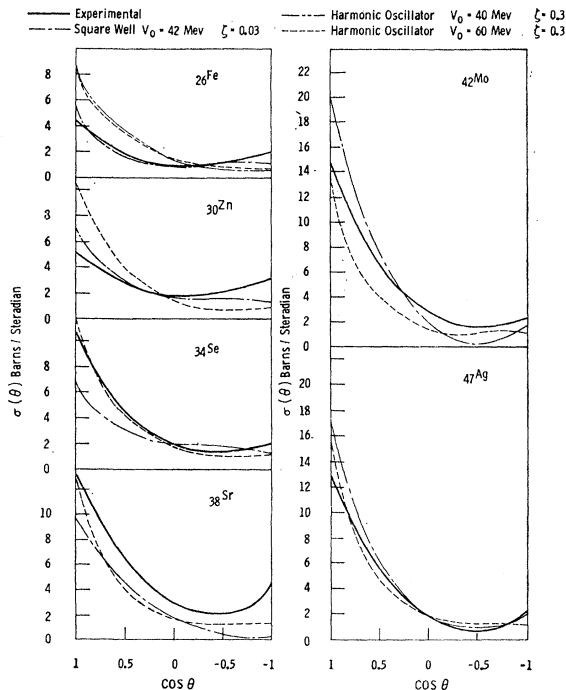 Experimental
Square Well V₀ = 42 Mev ζ = 0.03
Harmonic Oscillator V₀ = 40 Mev ζ = 0.3
Harmonic Oscillator V₀ = 60 Mev ζ = 0.3
σ (θ) Barns / Steradian
26Fe
8
6
4
2
0
30Zn
8
6
4
2
0
34Se
8
6
4
2
0
38Sr
10
8
6
4
2
0
1 0.5 0 -0.5 -1
COS θ
σ (θ) Barns / Steradian
42Mo
22
20
18
16
14
12
10
8
6
4
2
0
47Ag
20
18
16
14
12
10
8
6
4
2
0
1 0.5 0 -0.5 -1
COS θ